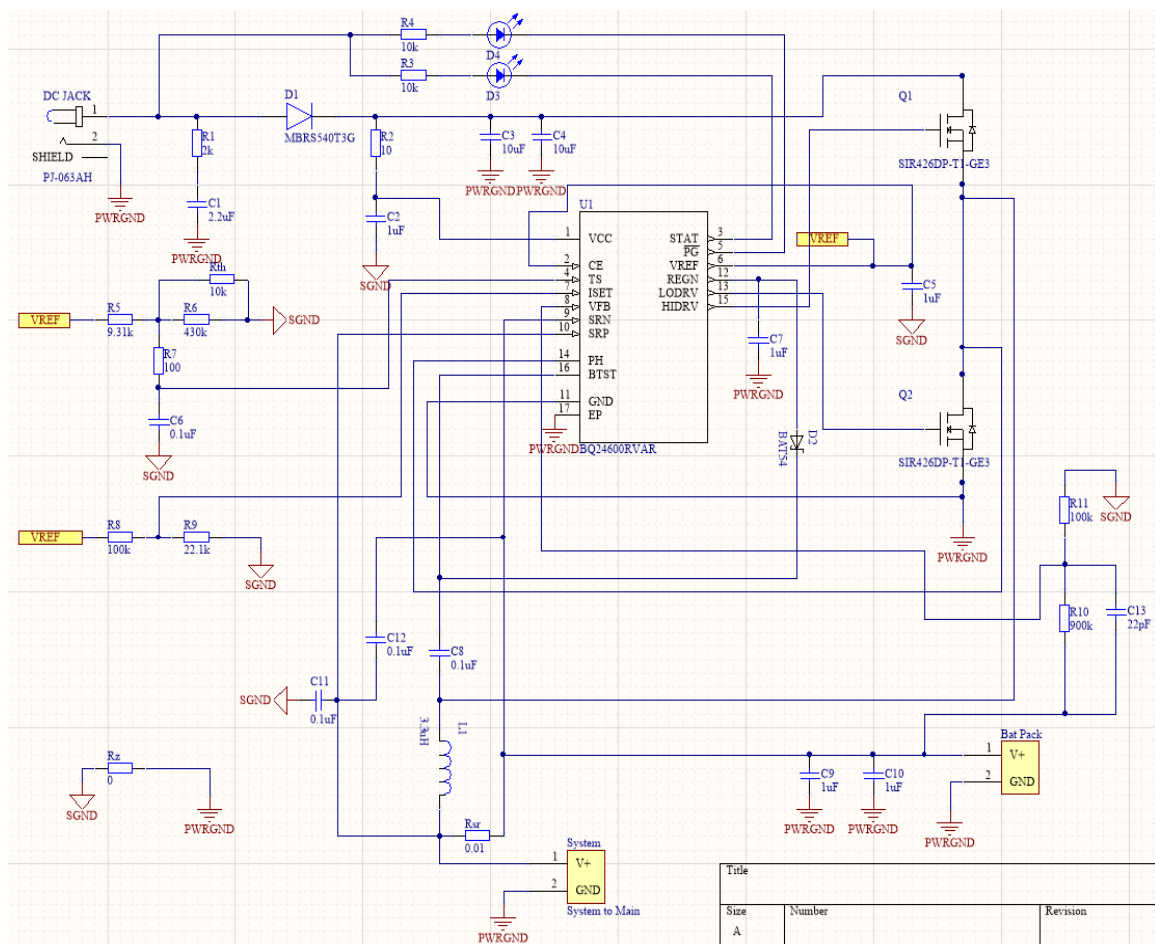 R4
10k
D4
R3
10k
D3
DC JACK
1
2
SHIELD
PJ-063AH
PWRGND
D1
MBRS540T3G
R1
2k
C1
2.2uF
PWRGND
R2
10
C2
1uF
SGND
C3
10uF
PWRGND
C4
10uF
PWRGND
Q1
SIR426DP-T1-GE3
U1
1 VCC
2 CE
4 TS
7 ISET
8 VFB
9 SRN
10 SRP
14 PH
16 BTST
11 GND
17 EP
STAT 3
PG 5
VREF 6
REGN 12
LODRV 13
HIDRV 15
PWRGND
BQ24600RVAR
VREF
C5
1uF
SGND
C7
1uF
PWRGND
Rth
10k
VREF
R5
9.31k
R6
430k
SGND
R7
100
C6
0.1uF
SGND
D2
BATS4
Q2
SIR426DP-T1-GE3
PWRGND
R11
100k
SGND
VREF
R8
100k
R9
22.1k
SGND
R10
900k
C13
22pF
C12
0.1uF
C8
0.1uF
SGND
C11
0.1uF
L1
3.3uH
Rz
0
SGND
PWRGND
Rsr
0.01
C9
1uF
PWRGND
C10
1uF
PWRGND
Bat Pack
1 V+
2 GND
PWRGND
System
1 V+
2 GND
System to Main
PWRGND
Title
Size
A
Number
Revision